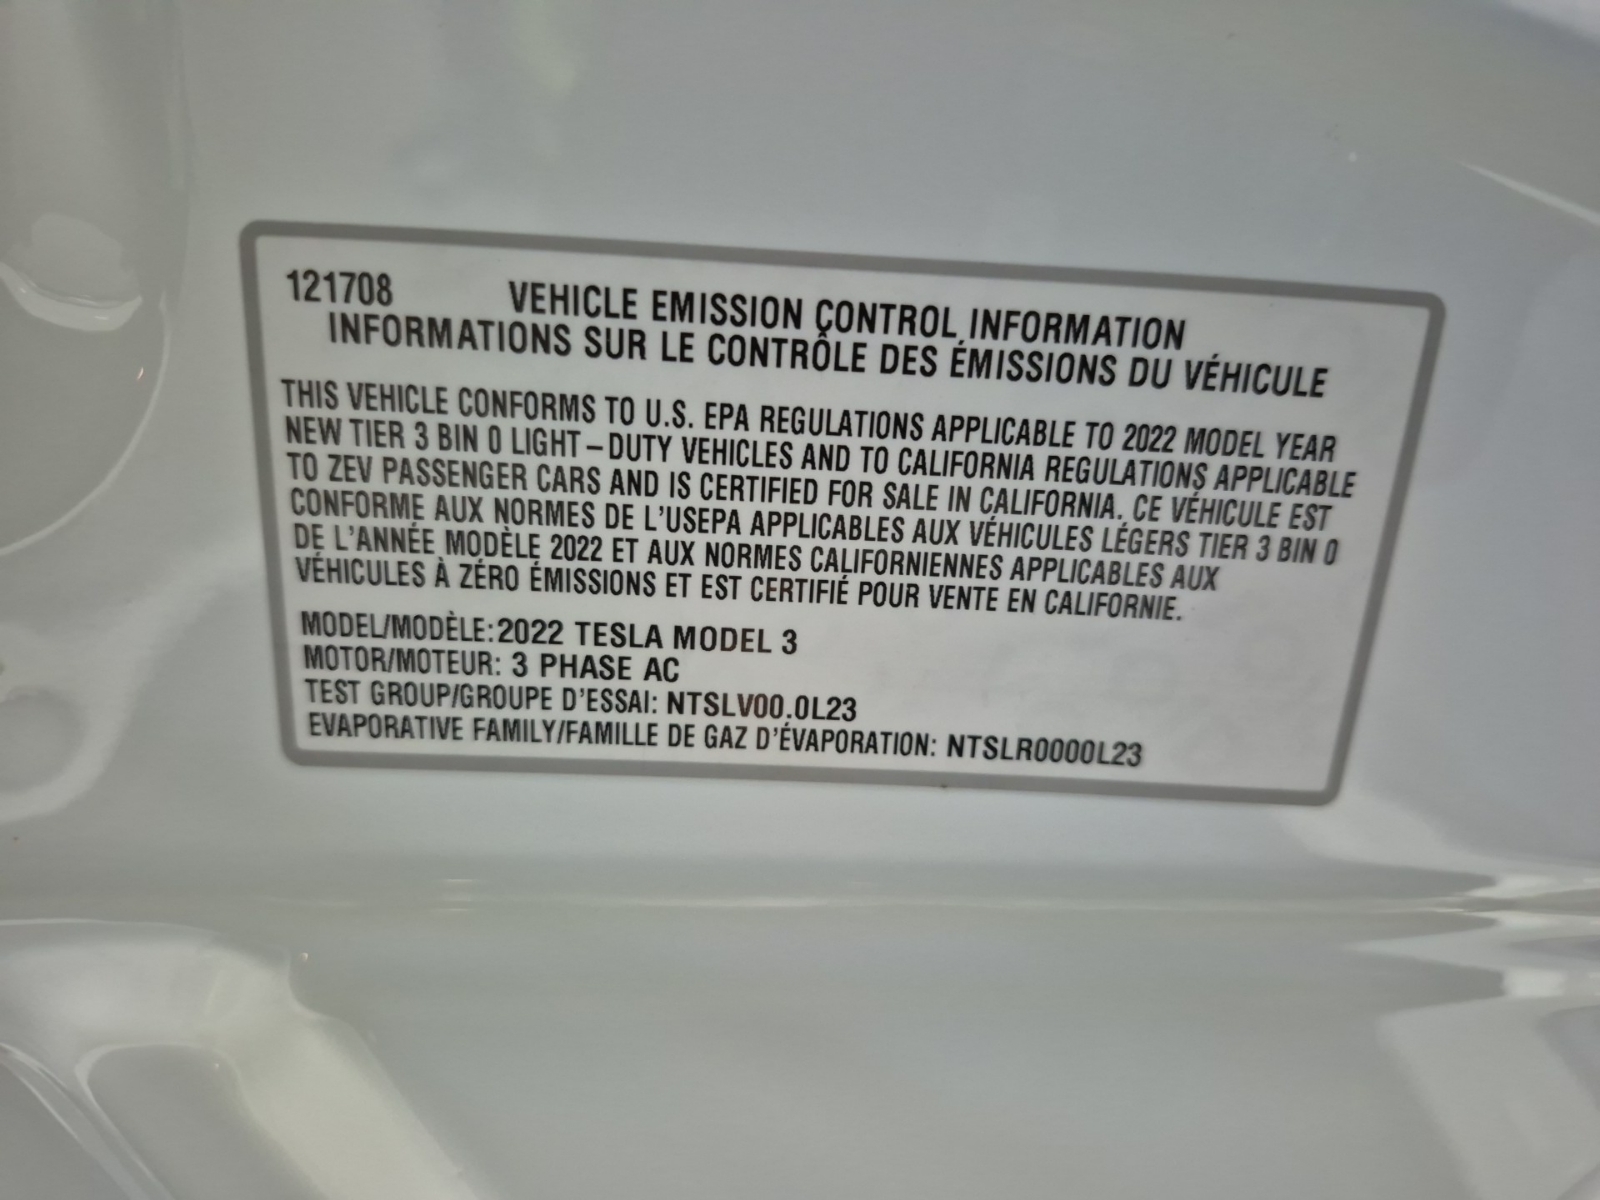 121708 VEHICLE EMISSION CONTROL INFORMATION
INFORMATIONS SUR LE CONTRÔLE DES ÉMISSIONS DU VÉHICULE
THIS VEHICLE CONFORMS TO U.S. EPA REGULATIONS APPLICABLE TO 2022 MODEL YEAR
NEW TIER 3 BIN 0 LIGHT-DUTY VEHICLES AND TO CALIFORNIA REGULATIONS APPLICABLE
TO ZEV PASSENGER CARS AND IS CERTIFIED FOR SALE IN CALIFORNIA. CE VÉHICULE EST
CONFORME AUX NORMES DE L'USEPA APPLICABLES AUX VÉHICULES LÉGERS TIER 3 BIN 0
DE L'ANNÉE MODÈLE 2022 ET AUX NORMES CALIFORNIENNES APPLICABLES AUX
VÉHICULES À ZÉRO ÉMISSIONS ET EST CERTIFIÉ POUR VENTE EN CALIFORNIE.
MODEL/MODÈLE: 2022 TESLA MODEL 3
MOTOR/MOTEUR: 3 PHASE AC
TEST GROUP/GROUPE D'ESSAI: NTSLV00.0L23
EVAPORATIVE FAMILY/FAMILLE DE GAZ D'ÉVAPORATION: NTSLR0000L23